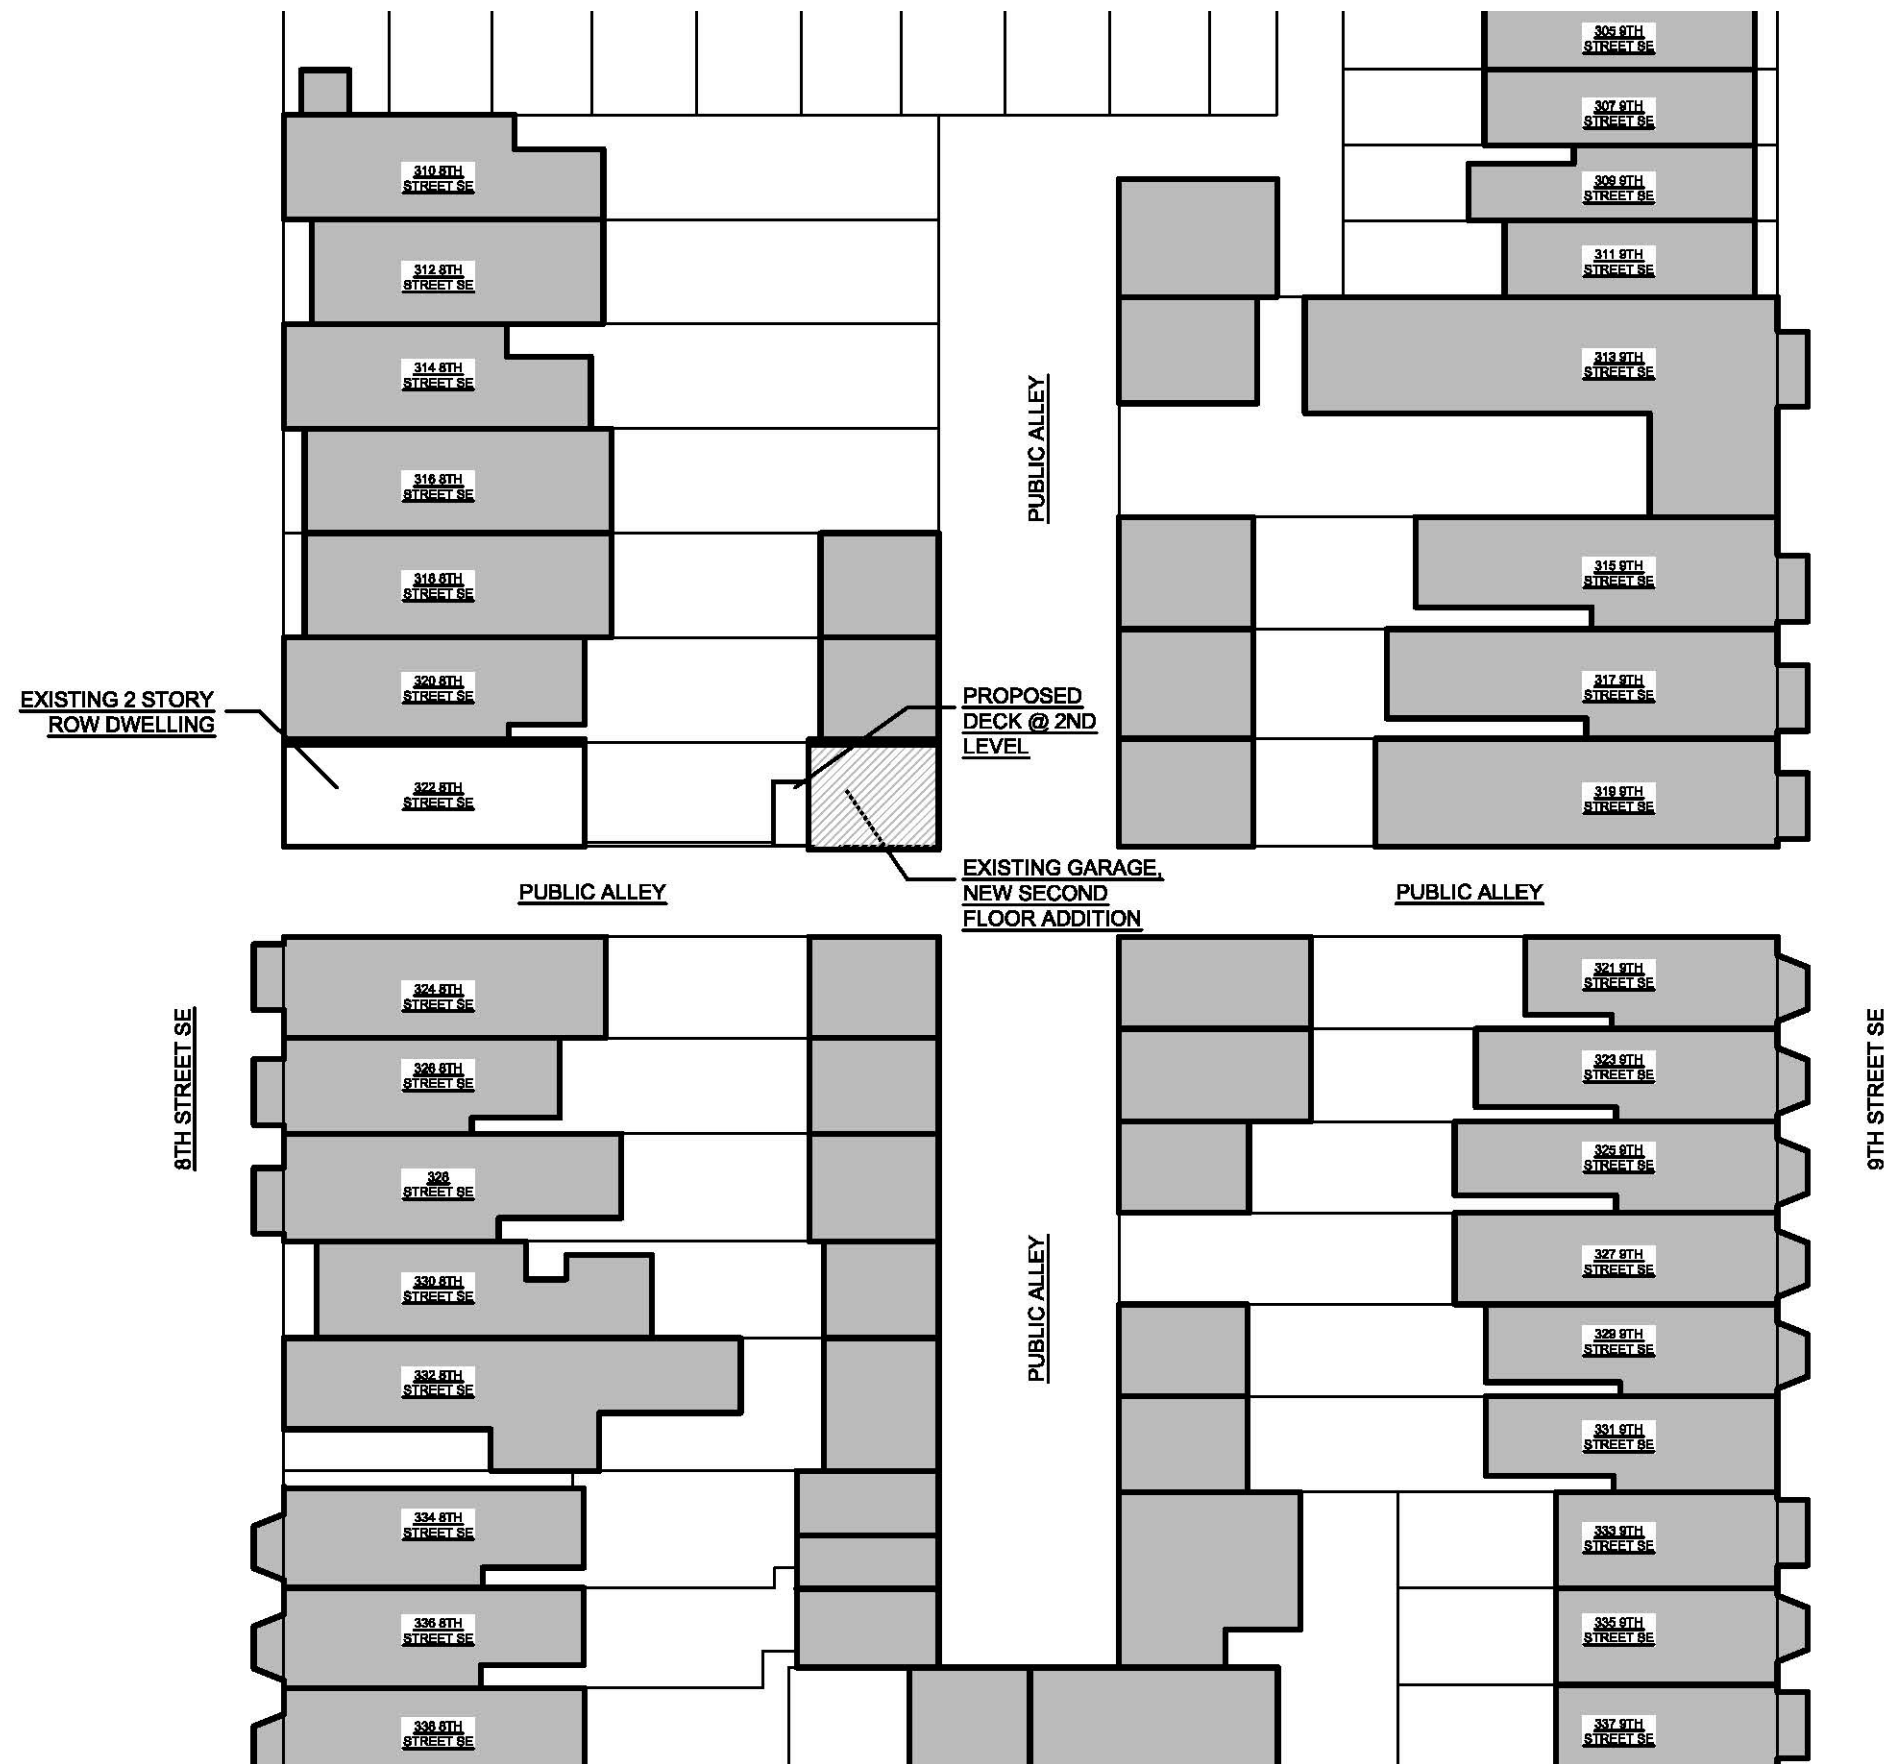 305 9TH
STREET SE
307 9TH
STREET SE
309 9TH
STREET SE
311 9TH
STREET SE
313 9TH
STREET SE
315 9TH
STREET SE
317 9TH
STREET SE
319 9TH
STREET SE
310 8TH
STREET SE
312 8TH
STREET SE
314 8TH
STREET SE
316 8TH
STREET SE
318 8TH
STREET SE
320 8TH
STREET SE
322 8TH
STREET SE
EXISTING 2 STORY
ROW DWELLING
PUBLIC ALLEY
PROPOSED
DECK @ 2ND
LEVEL
EXISTING GARAGE,
NEW SECOND
FLOOR ADDITION
PUBLIC ALLEY
PUBLIC ALLEY
8TH STREET SE
324 8TH
STREET SE
326 8TH
STREET SE
328
STREET SE
330 8TH
STREET SE
332 8TH
STREET SE
334 8TH
STREET SE
336 8TH
STREET SE
338 8TH
STREET SE
PUBLIC ALLEY
321 9TH
STREET SE
323 9TH
STREET SE
325 9TH
STREET SE
327 9TH
STREET SE
329 9TH
STREET SE
331 9TH
STREET SE
333 9TH
STREET SE
335 9TH
STREET SE
337 9TH
STREET SE
9TH STREET SE